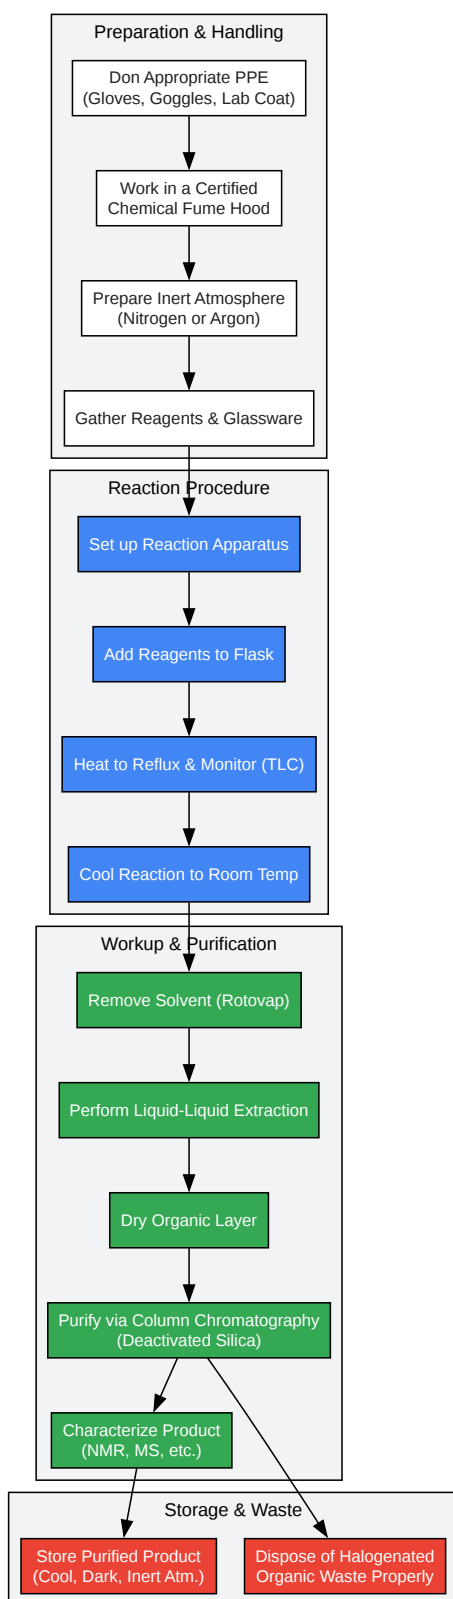 Preparation & Handling
Don Appropriate PPE
(Gloves, Goggles, Lab Coat)
Work in a Certified
Chemical Fume Hood
Prepare Inert Atmosphere
(Nitrogen or Argon)
Gather Reagents & Glassware
Reaction Procedure
Set up Reaction Apparatus
Add Reagents to Flask
Heat to Reflux & Monitor (TLC)
Cool Reaction to Room Temp
Workup & Purification
Remove Solvent (Rotovap)
Perform Liquid-Liquid Extraction
Dry Organic Layer
Purify via Column Chromatography
(Deactivated Silica)
Characterize Product
(NMR, MS, etc.)
Storage & Waste
Store Purified Product
(Cool, Dark, Inert Atm.)
Dispose of Halogenated
Organic Waste Properly